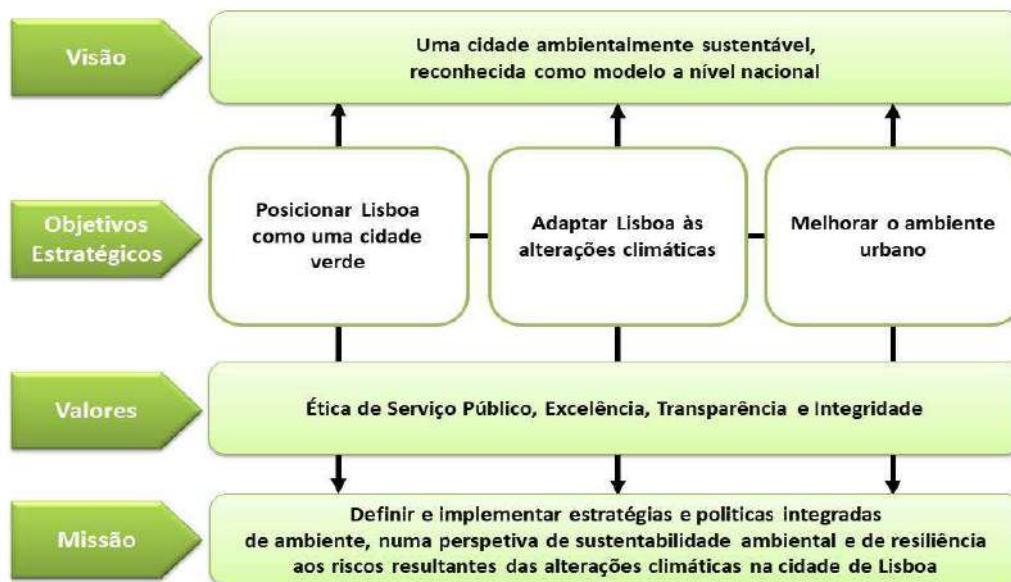 Visão
Uma cidade ambientalmente sustentável,
reconhecida como modelo a nível nacional
Objetivos
Estratégicos
Posicionar Lisboa
como uma cidade
verde
Adaptar Lisboa às
alterações climáticas
Melhorar o ambiente
urbano
Valores
Ética de Serviço Público, Excelência, Transparência e Integridade
Missão
Definir e implementar estratégias e politicas integradas
de ambiente, numa perspetiva de sustentabilidade ambiental e de resiliência
aos riscos resultantes das alterações climáticas na cidade de Lisboa